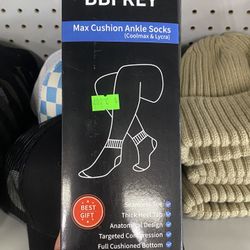 Max Cushion Ankle Socks
(Coolmax & Lycra)
BEST
GIFT
Seamless Toe
Thick Heel Tab
Anatomical Design
Targeted Compression
Full Cushioned Bottom